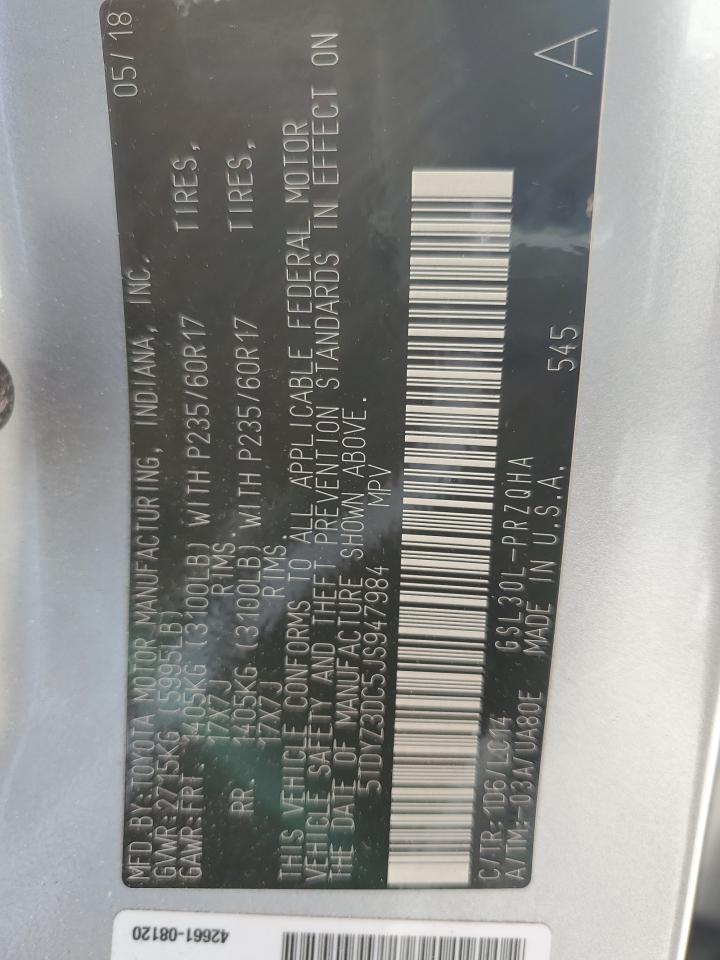 MFD.BY:TOYOTA MOTOR MANUFACTURING, INDIANA, INC. 05/18
GVWR:2715KG (5995LB)
GAWR:FRT. 1405KG (3100LB) WITH P235/60R17 TIRES,
17X7J RIMS.
RR. 1405KG (3100LB) WITH P235/60R17 TIRES,
17X7J RIMS
THIS VEHICLE CONFORMS TO ALL APPLICABLE FEDERAL MOTOR
VEHICLE SAFETY AND THEFT PREVENTION STANDARDS IN EFFECT ON
THE DATE OF MANUFACTURE SHOWN ABOVE.
5TDYZ3DC5JS947984 MPV
C/TR: 1D6/LC14 GSL30L-PRZQHA
A/TM:-03A/UA80E MADE IN U.S.A. 545 A
42661-08120